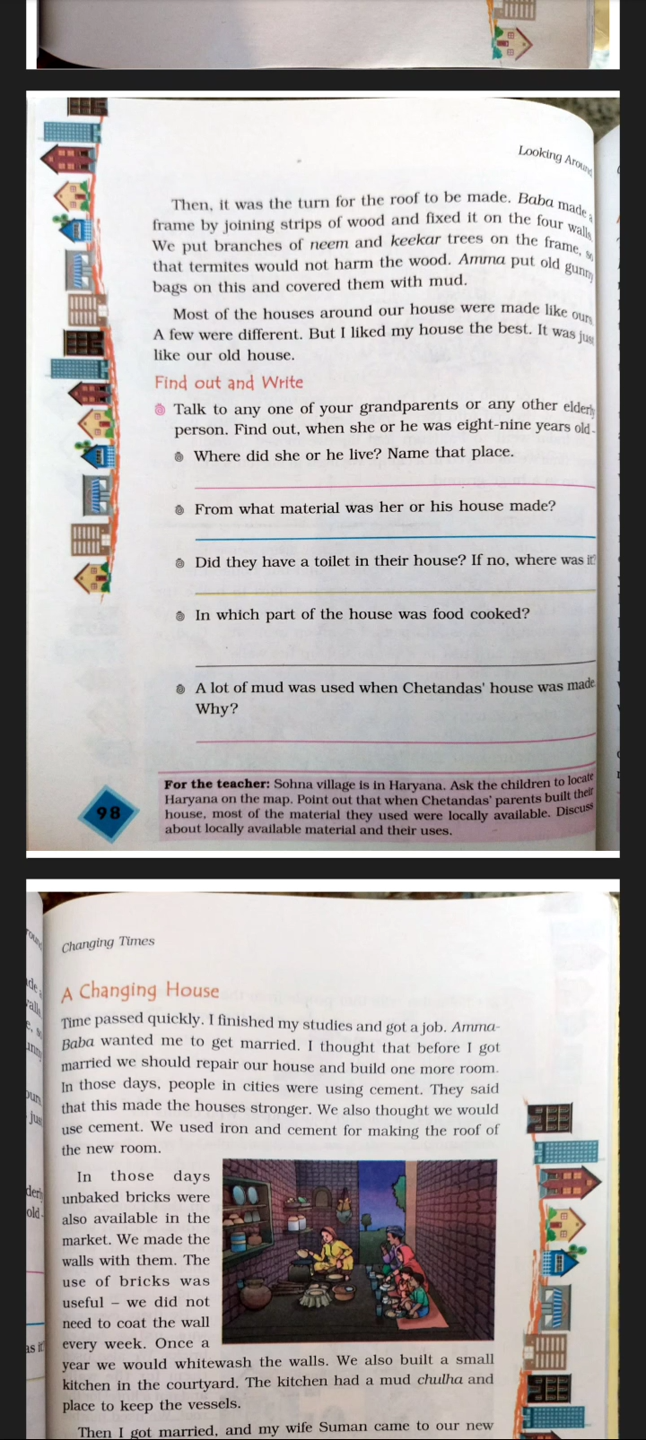 Looking Around
Then, it was the turn for the roof to be made. Baba made a
frame by joining strips of wood and fixed it on the four walls.
We put branches of neem and keekar trees on the frame, so
that termites would not harm the wood. Amma put old gunny
bags on this and covered them with mud.
Most of the houses around our house were made like ours.
A few were different. But I liked my house the best. It was just
like our old house.
Find out and Write
Talk to any one of your grandparents or any other elderly
person. Find out, when she or he was eight-nine years old -
Where did she or he live? Name that place.
From what material was her or his house made?
Did they have a toilet in their house? If no, where was it?
In which part of the house was food cooked?
A lot of mud was used when Chetandas' house was made.
Why?
For the teacher: Sohna village is in Haryana. Ask the children to locate
Haryana on the map. Point out that when Chetandas' parents built their
house, most of the material they used were locally available. Discuss
about locally available material and their uses.
98
Changing Times
A Changing House
Time passed quickly. I finished my studies and got a job. Amma-
Baba wanted me to get married. I thought that before I got
married we should repair our house and build one more room.
In those days, people in cities were using cement. They said
that this made the houses stronger. We also thought we would
use cement. We used iron and cement for making the roof of
the new room.
In those days
unbaked bricks were
also available in the
market. We made the
walls with them. The
use of bricks was
useful – we did not
need to coat the wall
every week. Once a
year we would whitewash the walls. We also built a small
kitchen in the courtyard. The kitchen had a mud chulha and
place to keep the vessels.
Then I got married, and my wife Suman came to our new